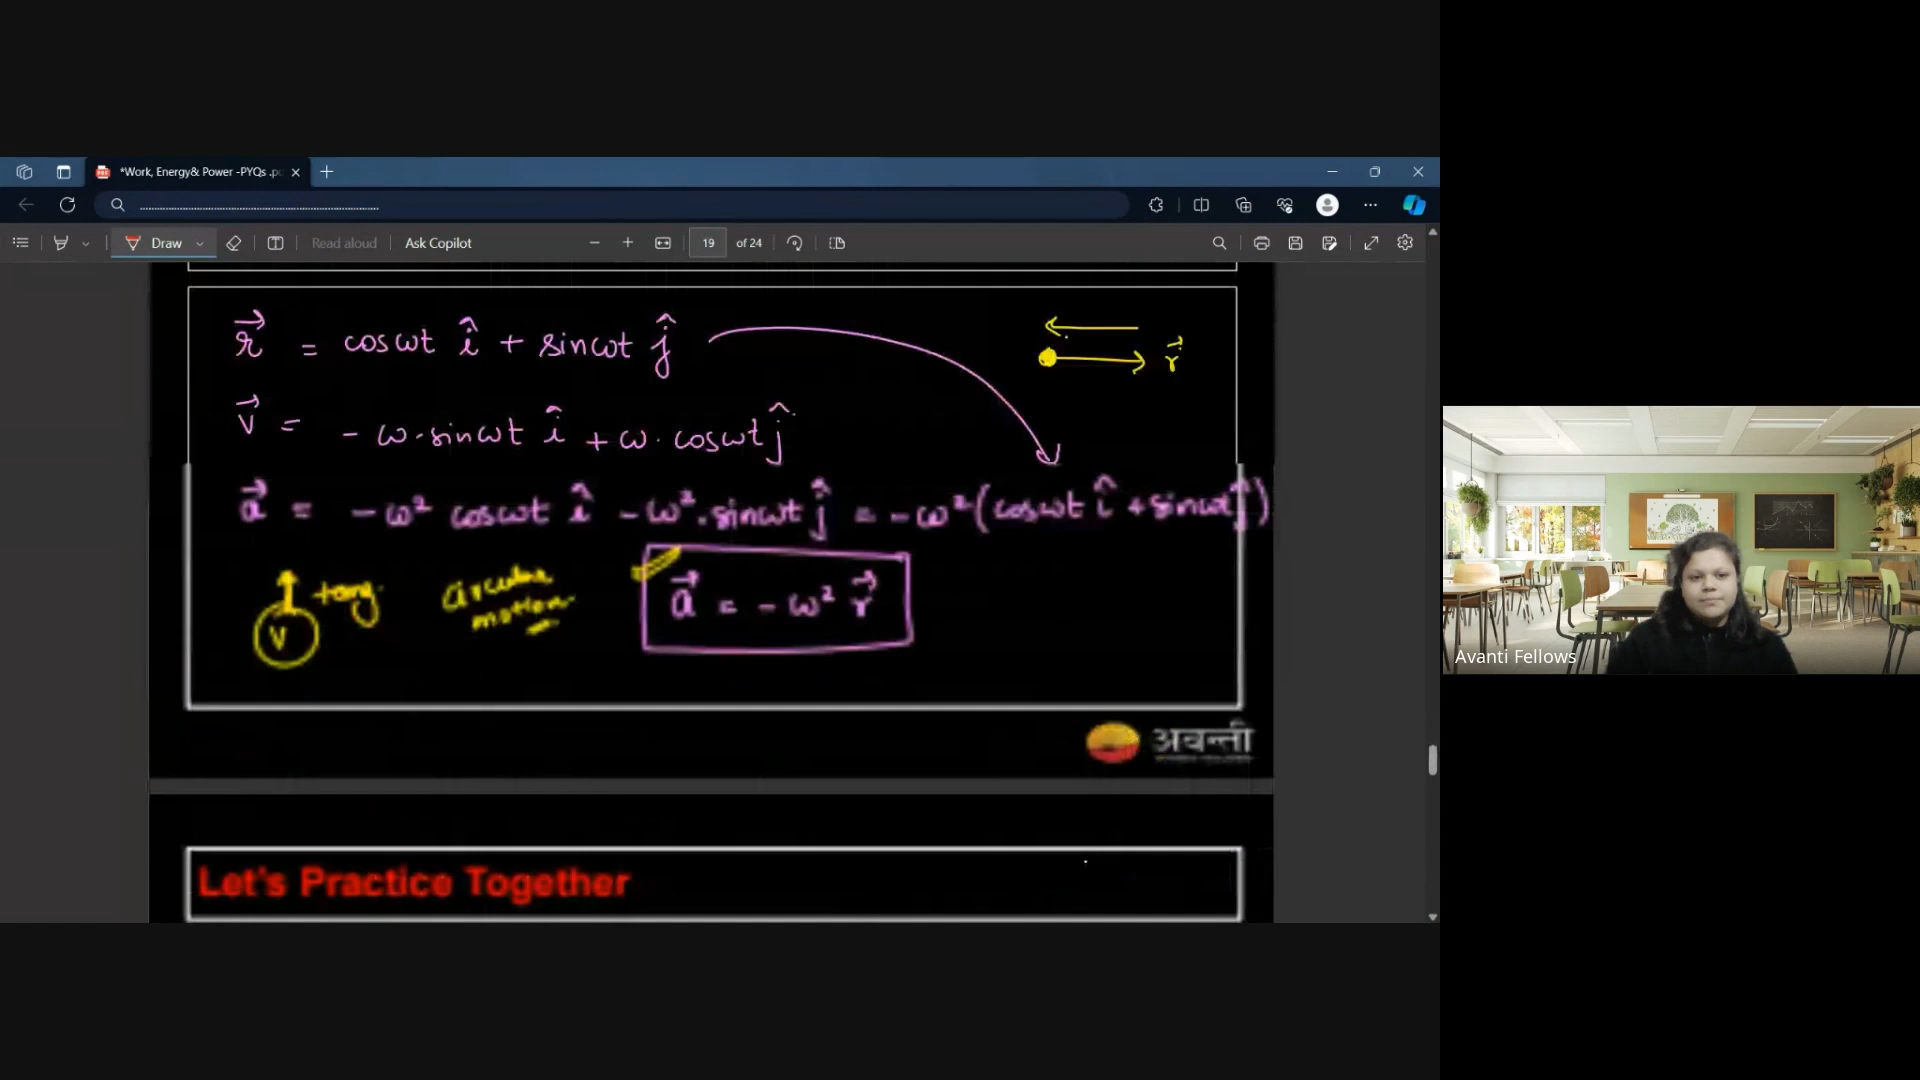 *Work, Energy& Power -PYQs .p
Draw
Read aloud
Ask Copilot
19
of 24
r⃗ = cosωt î + sinωt ĵ
r⃗
v⃗ = - ω·sinωt î + ω·cosωt ĵ
a⃗ = -ω² cosωt î - ω²·sinωt ĵ = -ω²(cosωt î + sinωt ĵ)
tang.
circular
motion
v
a⃗ = -ω² r⃗
अवन्ती
Let's Practice Together
Avanti Fellows